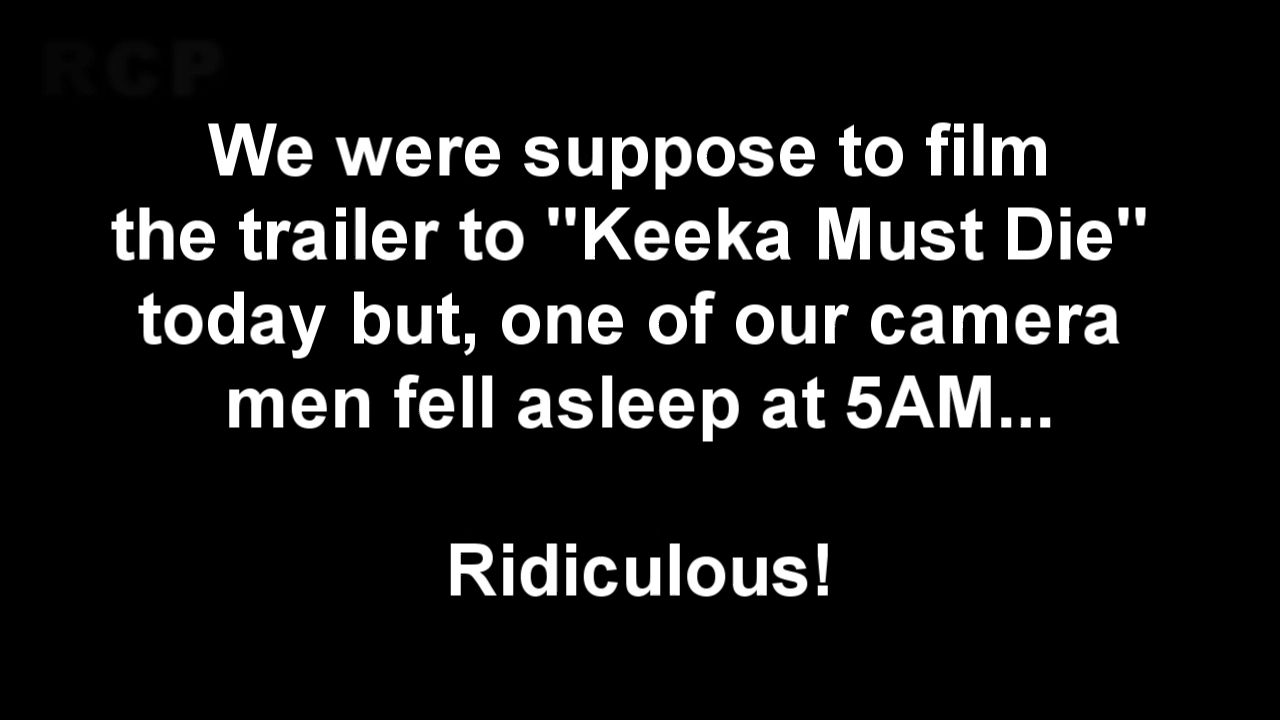 RCP
We were suppose to film
the trailer to "Keeka Must Die"
today but, one of our camera
men fell asleep at 5AM...
Ridiculous!